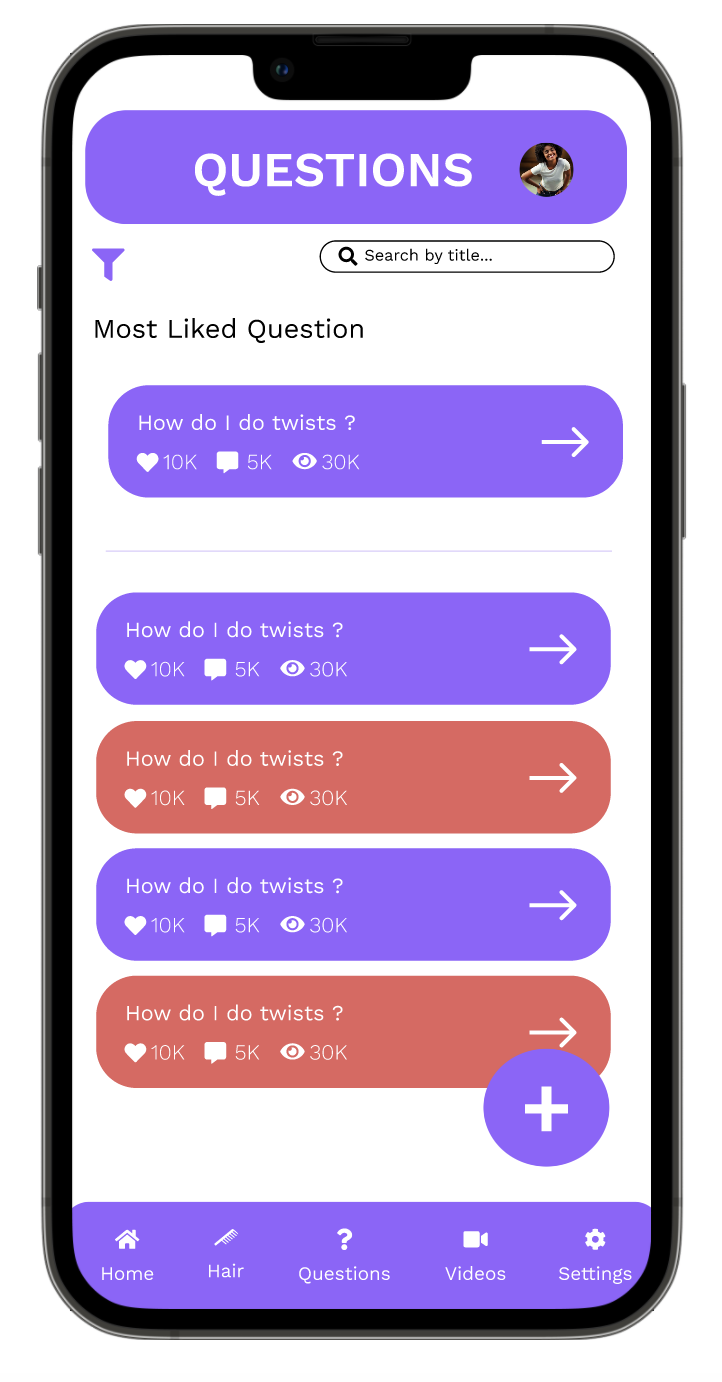 QUESTIONS
Search by title...
Most Liked Question
How do I do twists ?
10K 5K 30K
How do I do twists ?
10K 5K 30K
How do I do twists ?
10K 5K 30K
How do I do twists ?
10K 5K 30K
How do I do twists ?
10K 5K 30K
Home Hair Questions Videos Settings